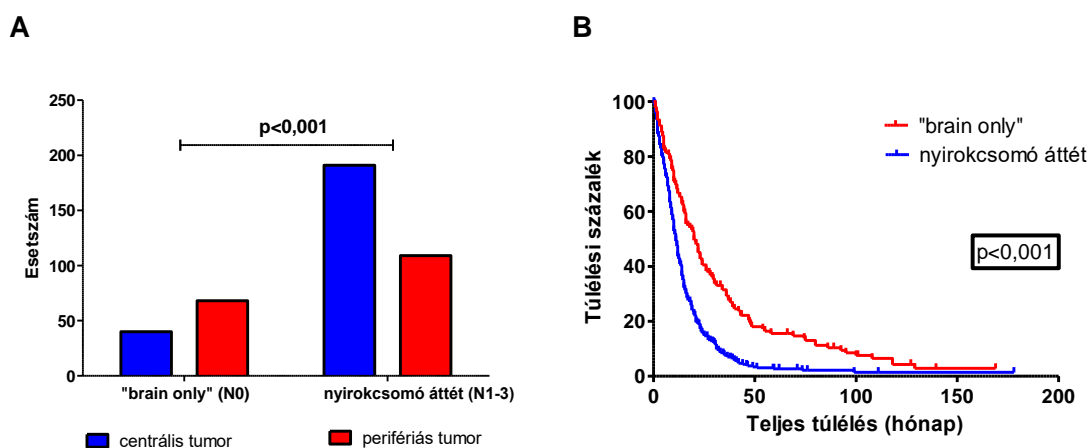 A
250
200
150
100
50
0
Esetszám
p<0,001
"brain only" (N0)
nyirokcsomó áttét (N1-3)
centrális tumor
perifériás tumor
B
100
80
60
40
20
0
Túlélési százalék
"brain only"
nyirokcsomó áttét
p<0,001
0 50 100 150 200
Teljes túlélés (hónap)